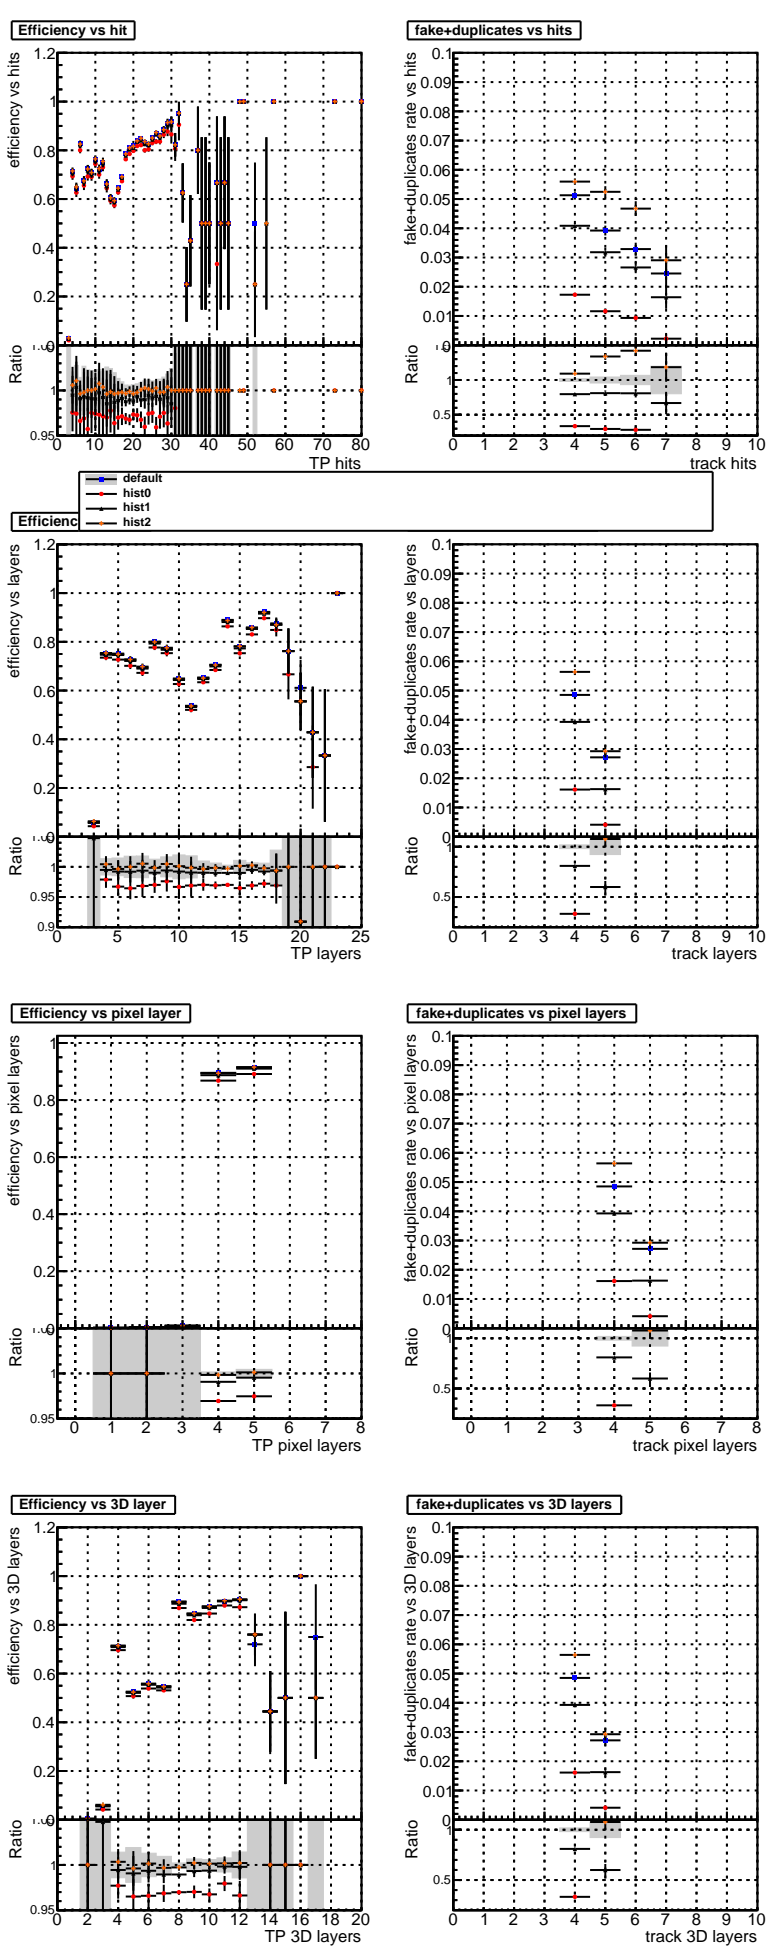 Efficiency vs hit
fake+duplicates vs hits
efficiency vs hits
1.2
1
0.8
0.6
0.4
0.2
0
Ratio
1
0.95
0 10 20 30 40 50 60 70 80
TP hits
fake+duplicates rate vs hits
0.1
0.09
0.08
0.07
0.06
0.05
0.04
0.03
0.02
0.01
0
Ratio
1
0.5
0 1 2 3 4 5 6 7 8 9 10
track hits
default
hist0
hist1
hist2
Efficienc
efficiency vs layers
1.2
1
0.8
0.6
0.4
0.2
Ratio
1
0.95
0.9
0 5 10 15 20 25
TP layers
fake+duplicates rate vs layers
0.1
0.09
0.08
0.07
0.06
0.05
0.04
0.03
0.02
0.01
0
Ratio
1
0.5
0 1 2 3 4 5 6 7 8 9 10
track layers
Efficiency vs pixel layer
fake+duplicates vs pixel layers
efficiency vs pixel layers
1
0.8
0.6
0.4
0.2
0
Ratio
1
0.95
0 1 2 3 4 5 6 7 8
TP pixel layers
fake+duplicates rate vs pixel layers
0.1
0.09
0.08
0.07
0.06
0.05
0.04
0.03
0.02
0.01
0
Ratio
1
0.5
0 1 2 3 4 5 6 7 8
track pixel layers
Efficiency vs 3D layer
fake+duplicates vs 3D layers
efficiency vs 3D layers
1.2
1
0.8
0.6
0.4
0.2
0
Ratio
1
0.95
0 2 4 6 8 10 12 14 16 18 20
TP 3D layers
fake+duplicates rate vs 3D layers
0.1
0.09
0.08
0.07
0.06
0.05
0.04
0.03
0.02
0.01
0
Ratio
1
0.5
0 1 2 3 4 5 6 7 8 9 10
track 3D layers